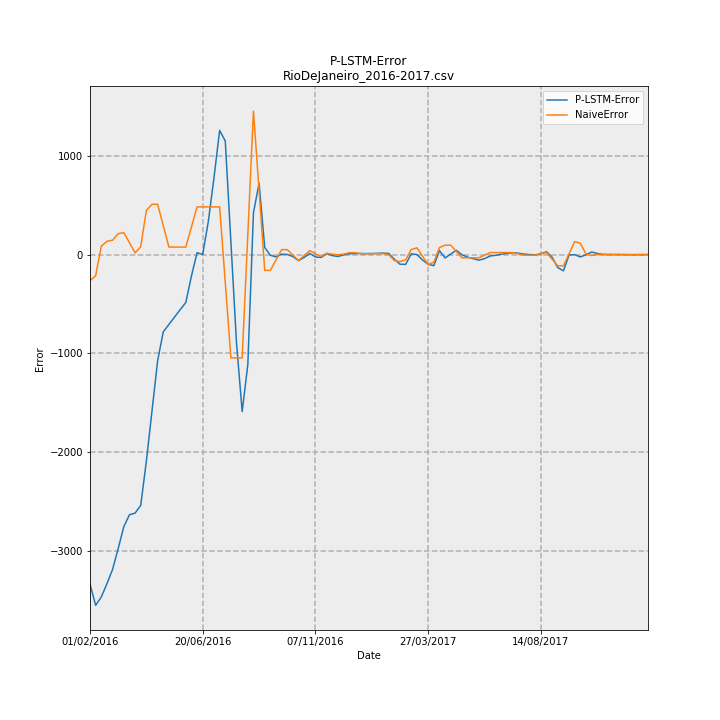 P-LSTM-Error
RioDeJaneiro_2016-2017.csv
P-LSTM-Error
NaiveError
1000
0
−1000
−2000
−3000
Error
01/02/2016
20/06/2016
07/11/2016
27/03/2017
14/08/2017
Date